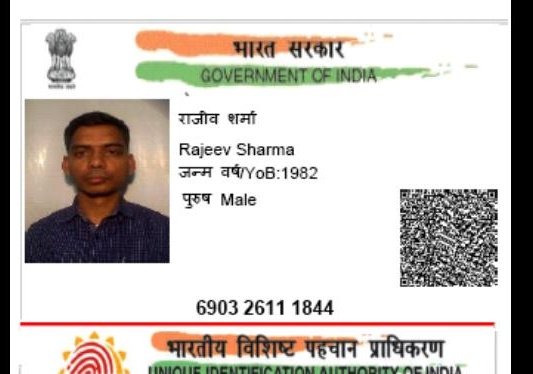 भारत सरकार
GOVERNMENT OF INDIA
राजीव शर्मा
Rajeev Sharma
जन्म वर्ष/YoB:1982
पुरुष Male
6903 2611 1844
भारतीय विशिष्ट पहचान प्राधिकरण
UNIQUE IDENTIFICATION AUTHORITY OF INDIA